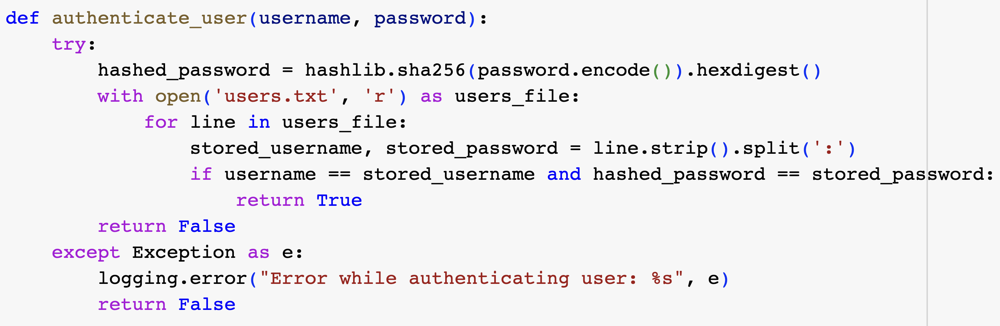 def authenticate_user(username, password):
    try:
        hashed_password = hashlib.sha256(password.encode()).hexdigest()
        with open('users.txt', 'r') as users_file:
            for line in users_file:
                stored_username, stored_password = line.strip().split(':')
                if username == stored_username and hashed_password == stored_password:
                    return True
        return False
    except Exception as e:
        logging.error("Error while authenticating user: %s", e)
        return False